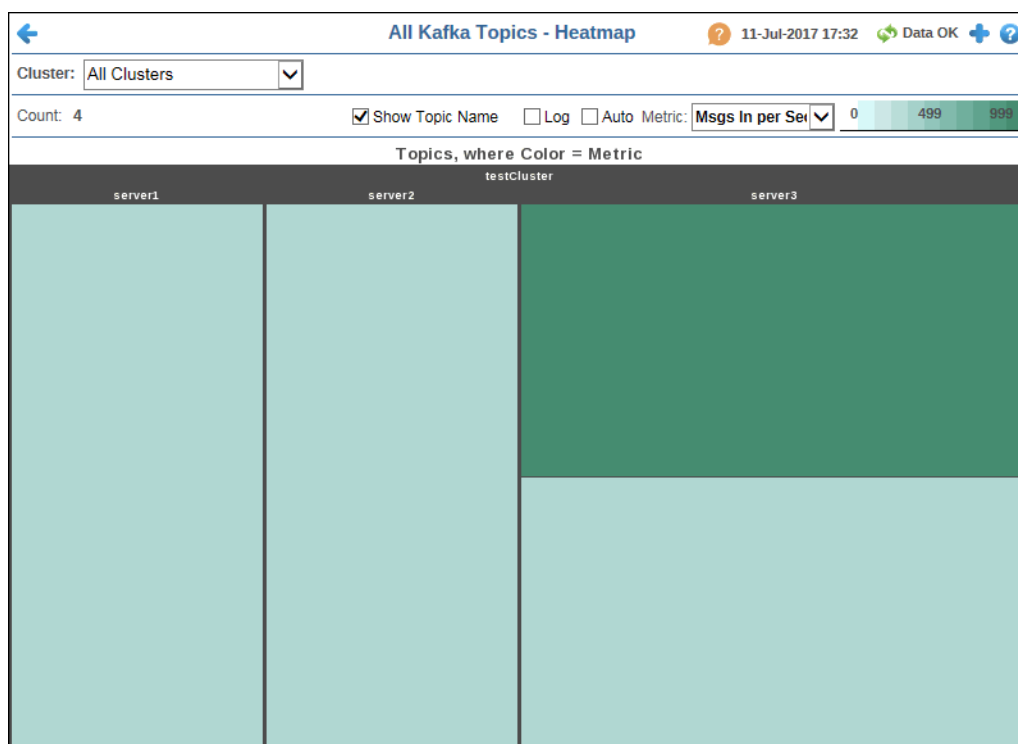 All Kafka Topics - Heatmap ? 11-Jul-2017 17:32 Data OK ?
Cluster: All Clusters
Count: 4 Show Topic Name Log Auto Metric: Msgs In per Sec 0 499 999
Topics, where Color = Metric
testCluster
server1 server2 server3